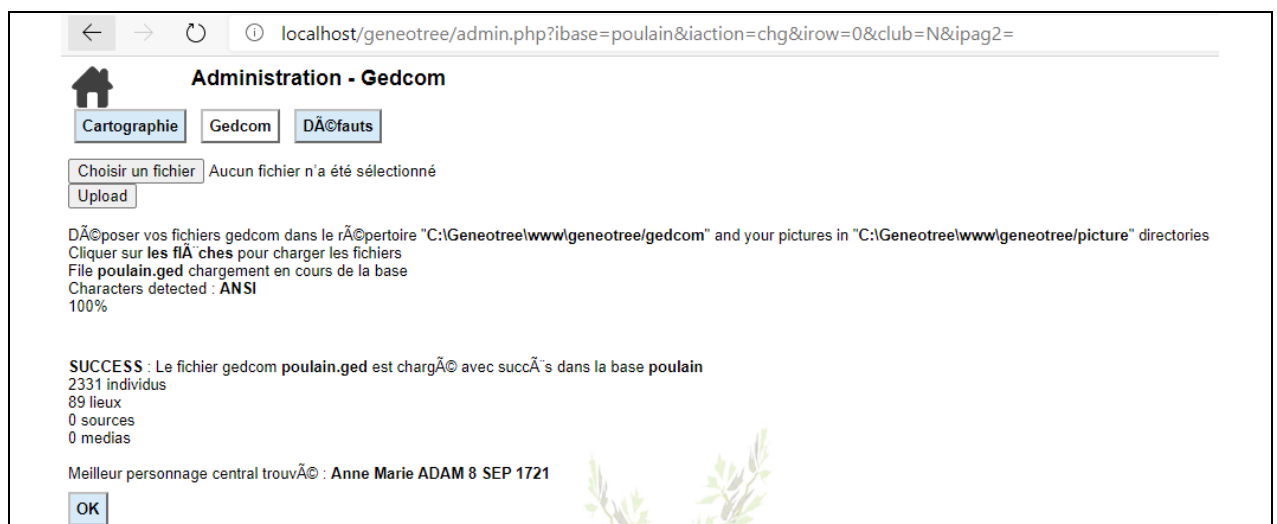 localhost/geneotree/admin.php?ibase=poulain&iaction=chg&irow=0&club=N&ipag2=
Administration - Gedcom
Cartographie Gedcom DÃ©fauts
Choisir un fichier Aucun fichier n'a été sélectionné
Upload
DÃ©poser vos fichiers gedcom dans le rÃ©pertoire "C:\Geneotree\www\geneotree/gedcom" and your pictures in "C:\Geneotree\www\geneotree/picture" directories
Cliquer sur les flÃ¨ches pour charger les fichiers
File poulain.ged chargement en cours de la base
Characters detected : ANSI
100%
SUCCESS : Le fichier gedcom poulain.ged est chargÃ© avec succÃ¨s dans la base poulain
2331 individus
89 lieux
0 sources
0 medias
Meilleur personnage central trouvÃ© : Anne Marie ADAM 8 SEP 1721
OK